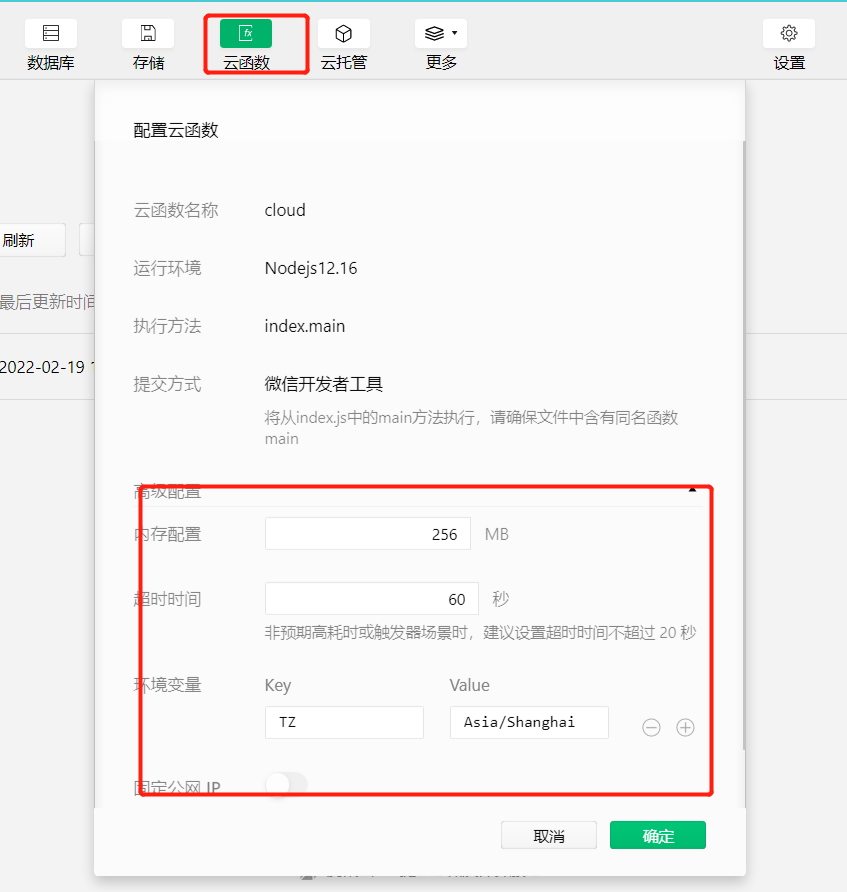 数据库 存储 fx 云函数 云托管 更多 设置
配置云函数
云函数名称 cloud
刷新
运行环境 Nodejs12.16
最后更新时间
执行方法 index.main
2022-02-19
提交方式 微信开发者工具
将从index.js中的main方法执行，请确保文件中含有同名函数
main
高级配置
内存配置 256 MB
超时时间 60 秒
非预期高耗时或触发器场景时，建议设置超时时间不超过 20 秒
环境变量 Key Value
TZ Asia/Shanghai
固定公网 IP
取消 确定